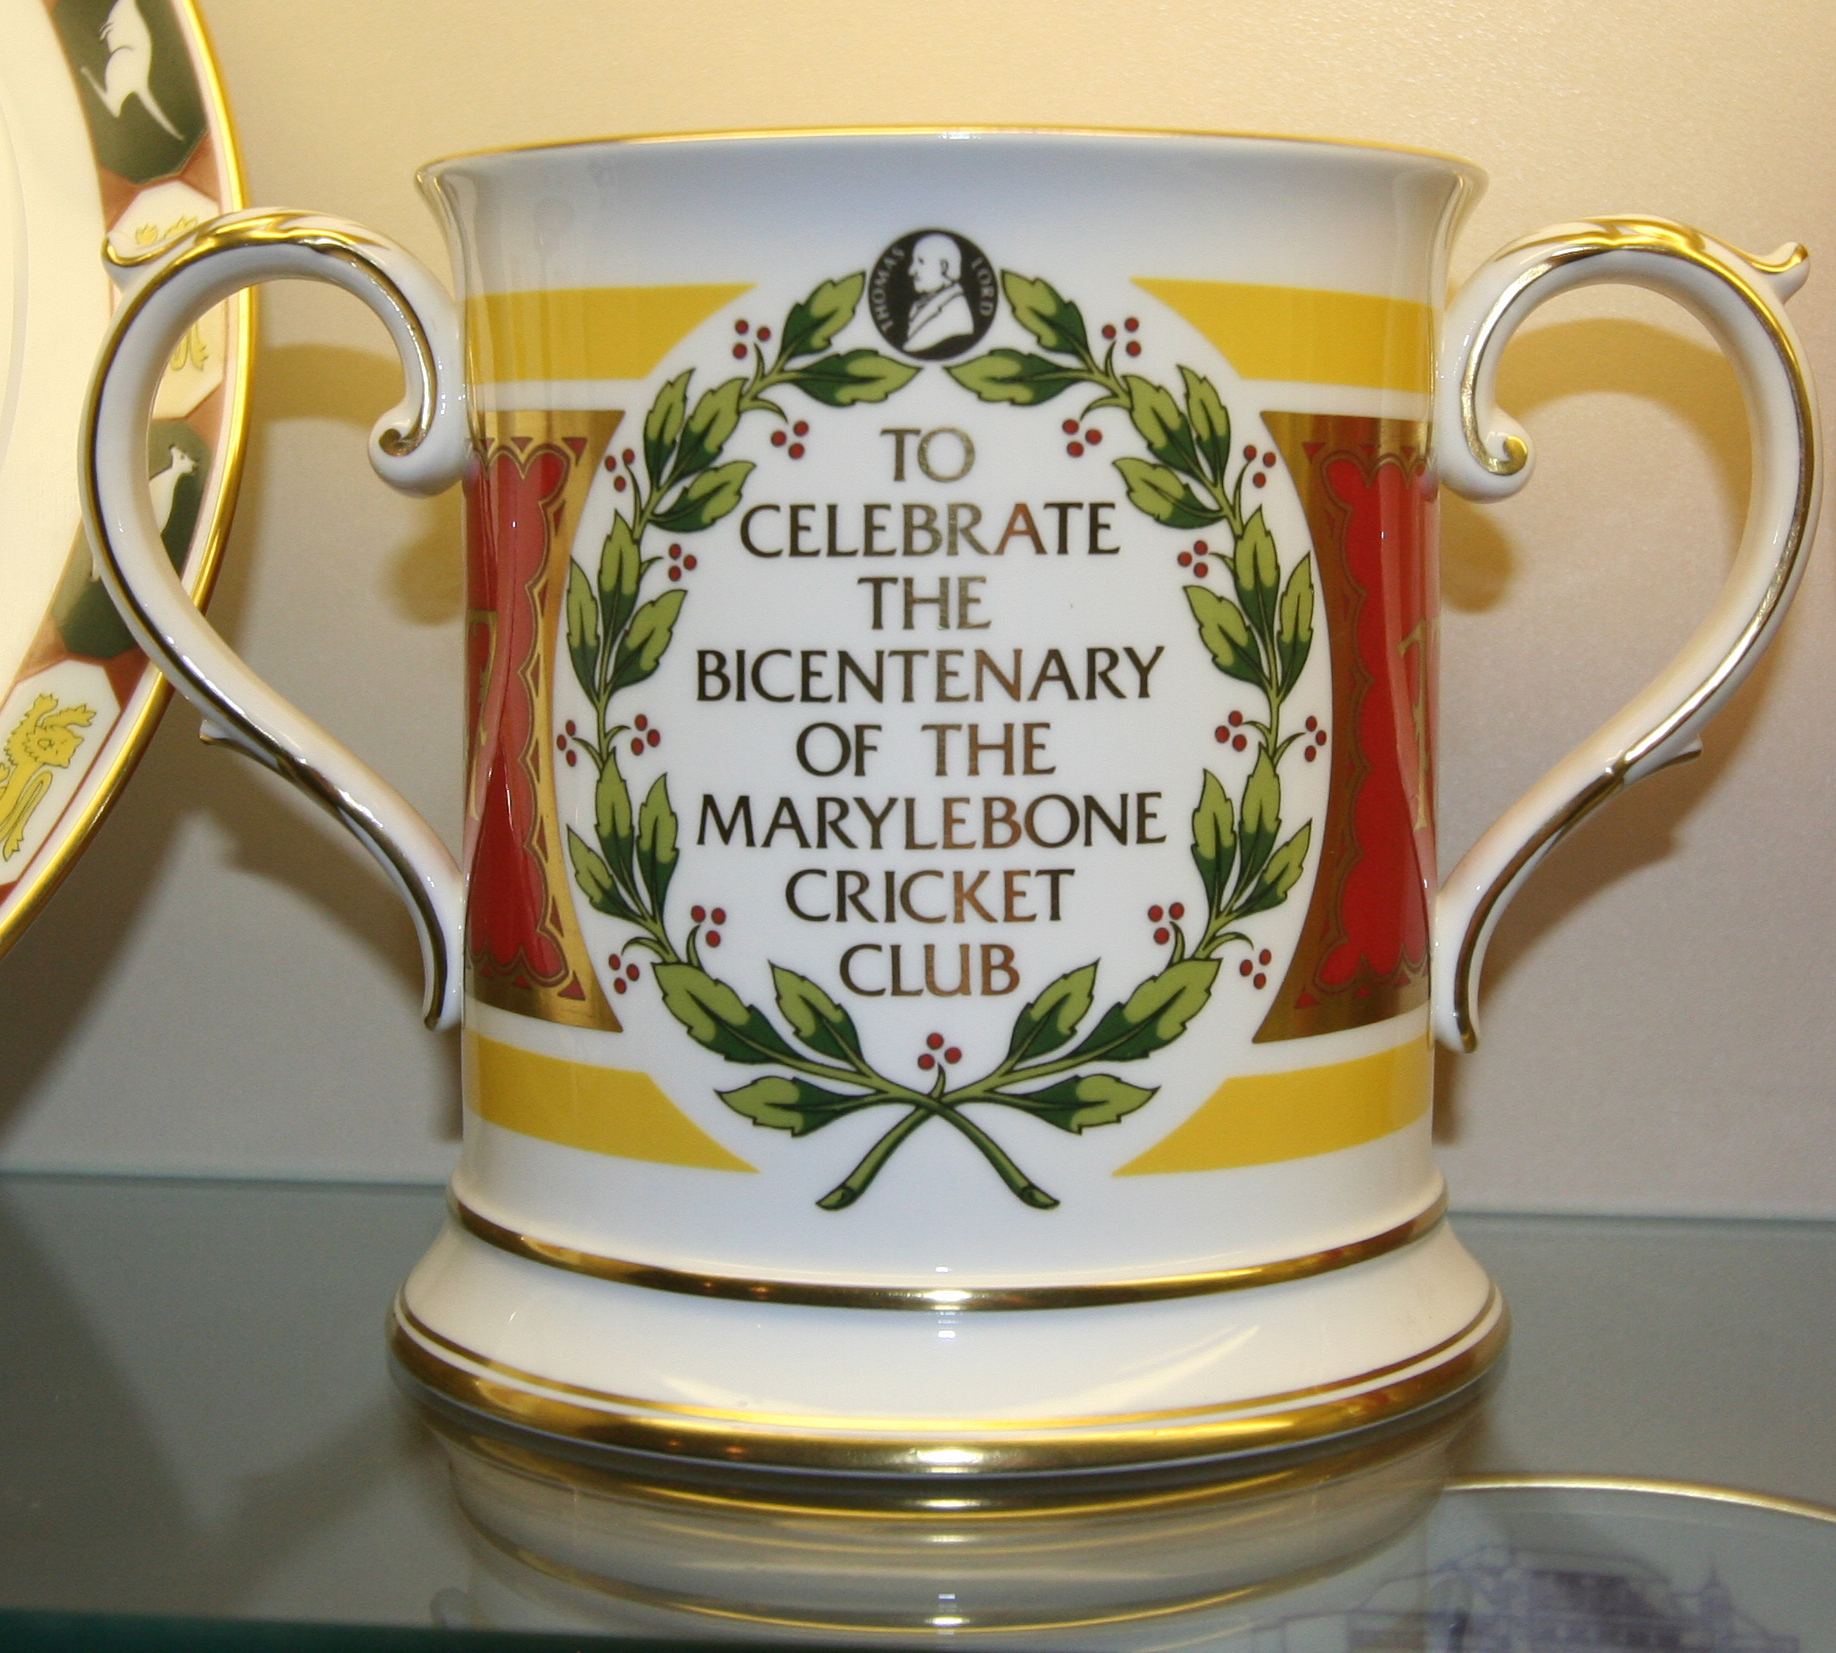 THOMAS LORD
TO
CELEBRATE
THE
BICENTENARY
OF THE
MARYLEBONE
CRICKET
CLUB